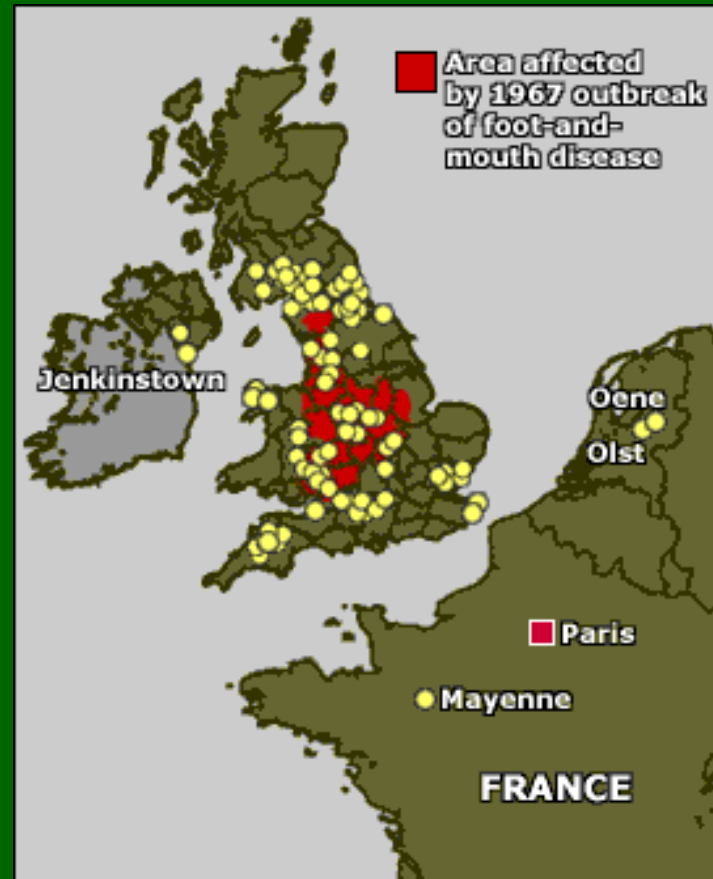 Area affected
by 1967 outbreak
of foot-and-
mouth disease
Jenkinstown
Oene
Olst
Paris
Mayenne
FRANCE